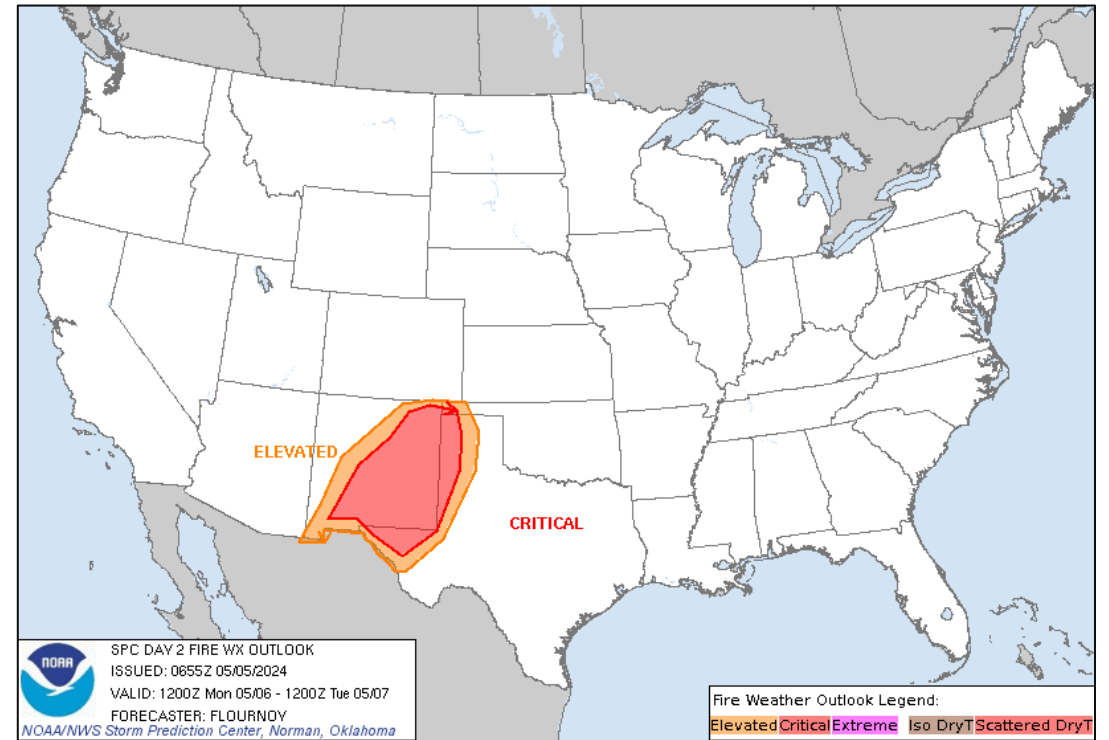 ELEVATED
CRITICAL
NOAA
SPC DAY 2 FIRE WX OUTLOOK
ISSUED: 0655Z 05/05/2024
VALID: 1200Z Mon 05/06 - 1200Z Tue 05/07
FORECASTER: FLOURNOY
NOAA/NWS Storm Prediction Center, Norman, Oklahoma
Fire Weather Outlook Legend:
Elevated Critical Extreme Iso DryT Scattered DryT